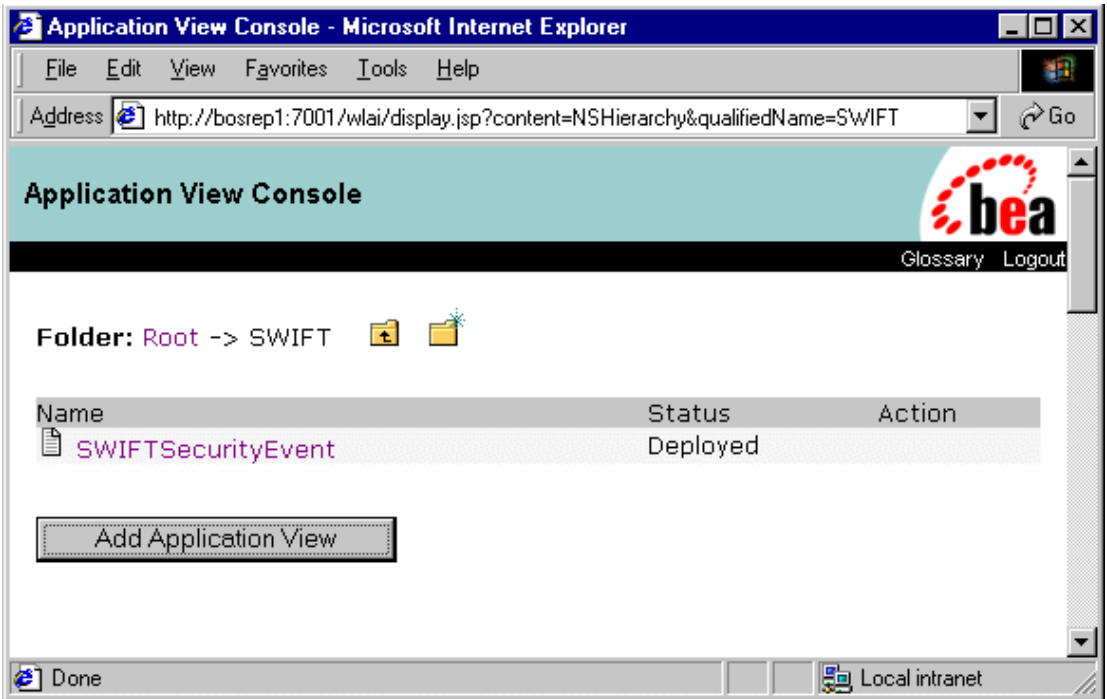 Application View Console - Microsoft Internet Explorer
File Edit View Favorites Tools Help
Address http://bosrep1:7001/wlai/display.jsp?content=NSHierarchy&qualifiedName=SWIFT Go
Application View Console
bea
Glossary Logout
Folder: Root -> SWIFT
Name Status Action
SWIFTSecurityEvent Deployed
Add Application View
Done Local intranet